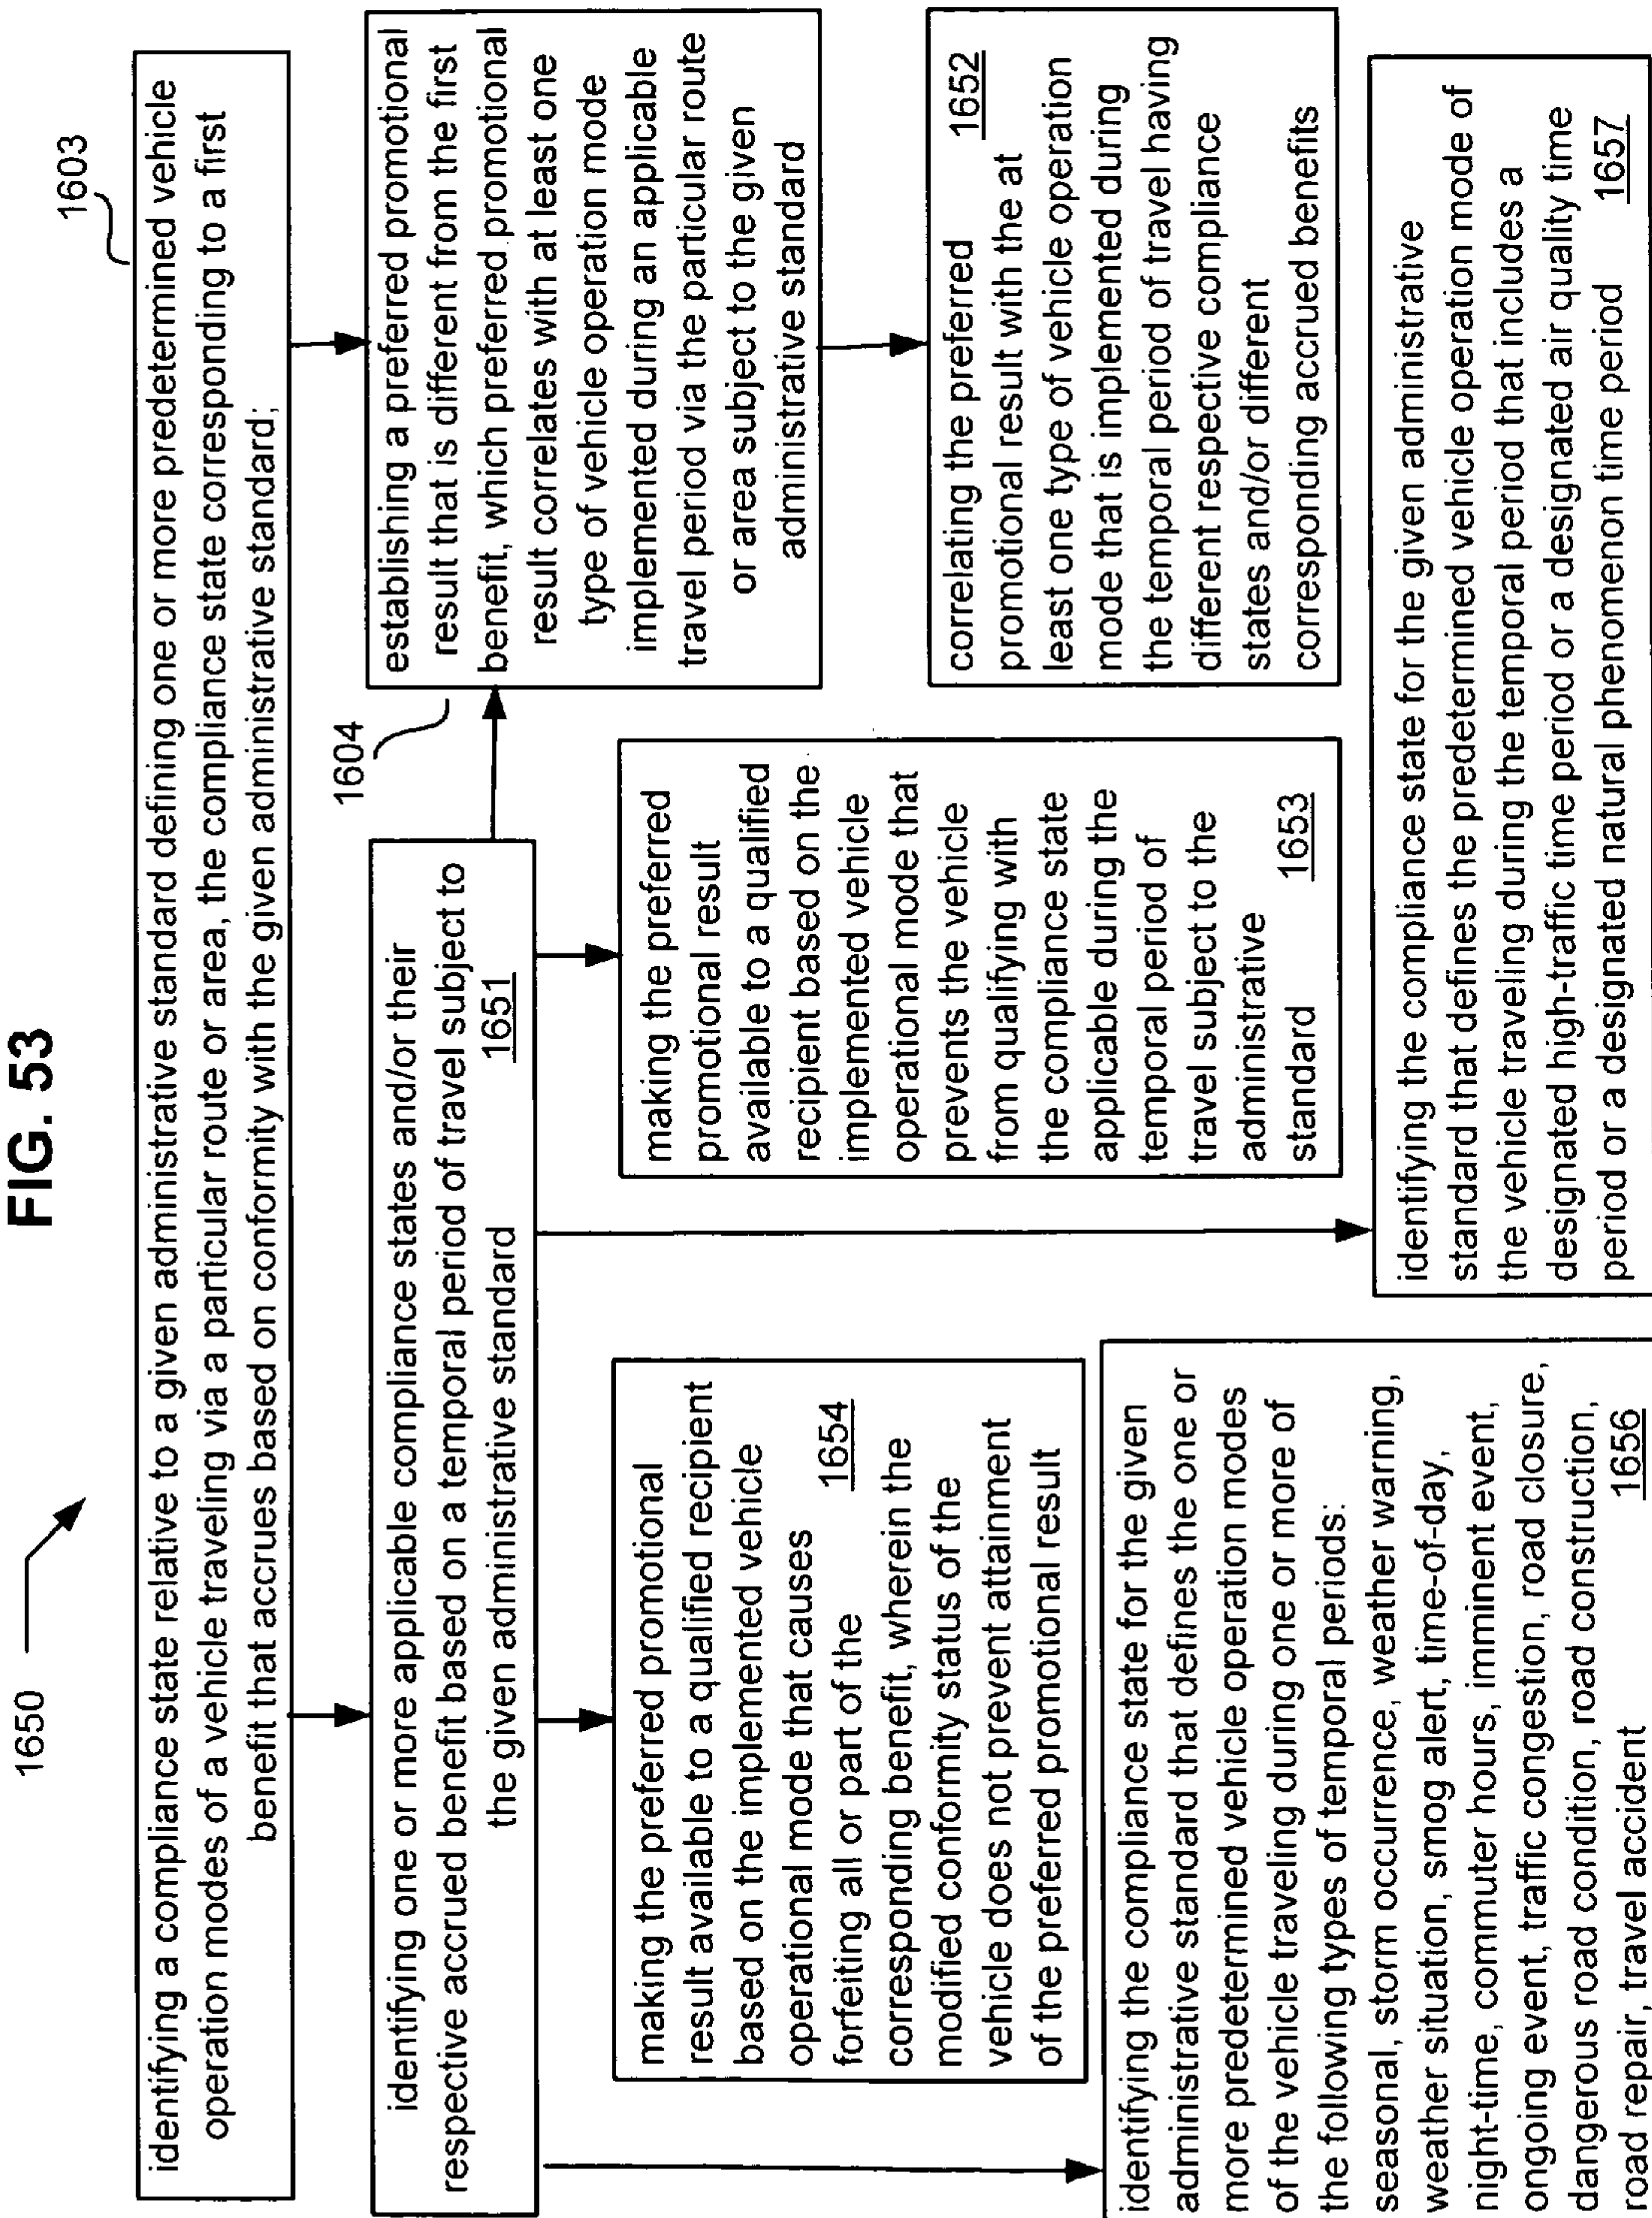 FIG. 53
1650
1603
identifying a compliance state relative to a given administrative standard defining one or more predetermined vehicle
operation modes of a vehicle traveling via a particular route or area, the compliance state corresponding to a first
benefit that accrues based on conformity with the given administrative standard;
identifying one or more applicable compliance states and/or their
respective accrued benefit based on a temporal period of travel subject to
the given administrative standard 1651
1604
establishing a preferred promotional
result that is different from the first
benefit, which preferred promotional
result correlates with at least one
type of vehicle operation mode
implemented during an applicable
travel period via the particular route
or area subject to the given
administrative standard
making the preferred promotional
result available to a qualified recipient
based on the implemented vehicle
operational mode that causes
forfeiting all or part of the 1654
corresponding benefit, wherein the
modified conformity status of the
vehicle does not prevent attainment
of the preferred promotional result
making the preferred
promotional result
available to a qualified
recipient based on the
implemented vehicle
operational mode that
prevents the vehicle
from qualifying with
the compliance state
applicable during the
temporal period of
travel subject to the
administrative
standard 1653
correlating the preferred 1652
promotional result with the at
least one type of vehicle operation
mode that is implemented during
the temporal period of travel having
different respective compliance
states and/or different
corresponding accrued benefits
identifying the compliance state for the given
administrative standard that defines the one or
more predetermined vehicle operation modes
of the vehicle traveling during one or more of
the following types of temporal periods:
seasonal, storm occurrence, weather warning,
weather situation, smog alert, time-of-day,
night-time, commuter hours, imminent event,
ongoing event, traffic congestion, road closure,
dangerous road condition, road construction,
road repair, travel accident 1656
identifying the compliance state for the given administrative
standard that defines the predetermined vehicle operation mode of
the vehicle traveling during the temporal period that includes a
designated high-traffic time period or a designated air quality time
period or a designated natural phenomenon time period 1657